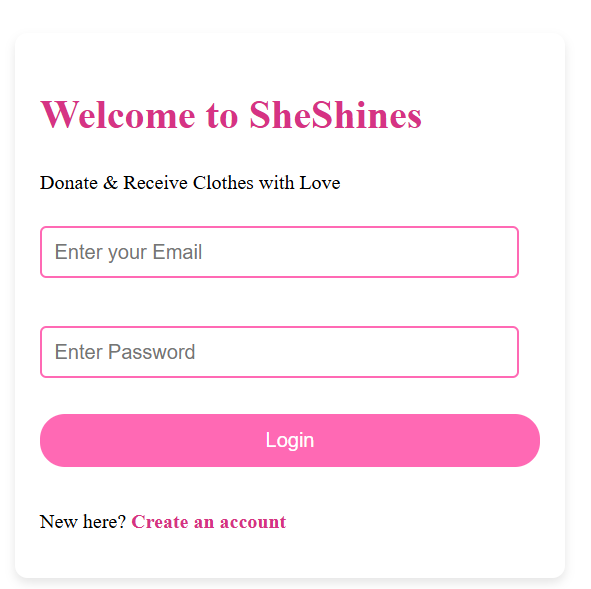 Welcome to SheShines
Donate & Receive Clothes with Love
Enter your Email
Enter Password
Login
New here? Create an account